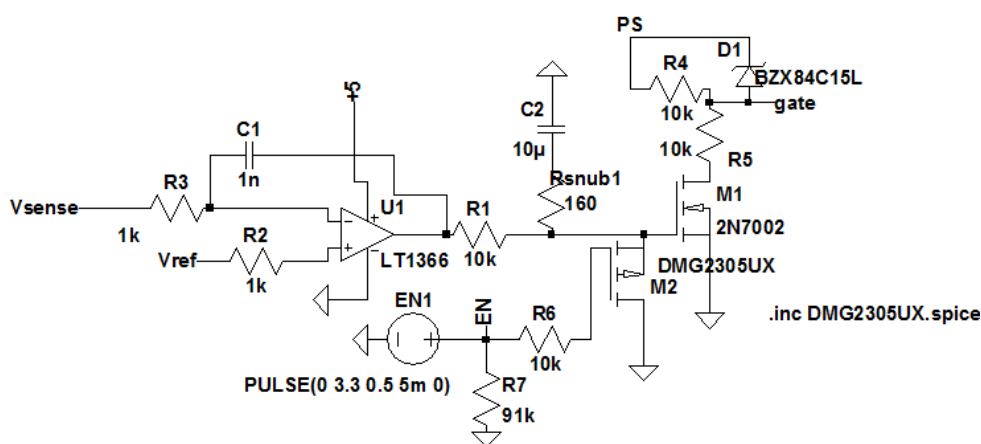 PS
D1
R4
BZX84C15L
gate
10k
+5
C2
10µ
C1
1n
10k
R5
Rsnub1
160
R3
M1
Vsense
U1
R1
2N7002
1k
R2
Vref
LT1366
DMG2305UX
1k
10k
M2
EN1
EN
R6
.inc DMG2305UX.spice
10k
PULSE(0 3.3 0.5 5m 0)
R7
91k